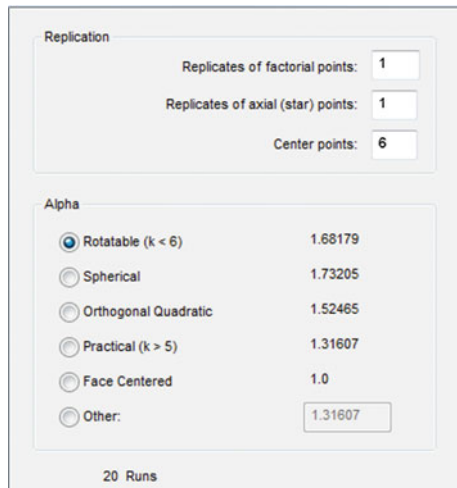 Replication
Replicates of factorial points: 1
Replicates of axial (star) points: 1
Center points: 6
Alpha
Rotatable (k < 6) 1.68179
Spherical 1.73205
Orthogonal Quadratic 1.52465
Practical (k > 5) 1.31607
Face Centered 1.0
Other: 1.31607
20 Runs